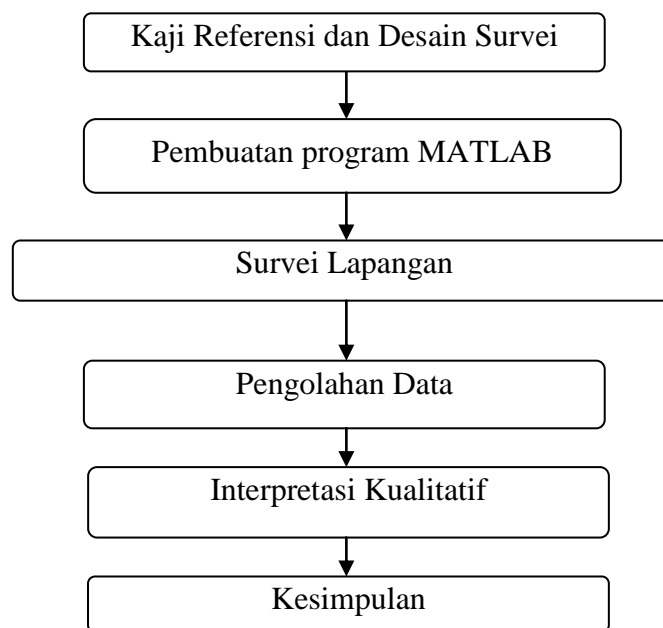 Kaji Referensi dan Desain Survei
Pembuatan program MATLAB
Survei Lapangan
Pengolahan Data
Interpretasi Kualitatif
Kesimpulan